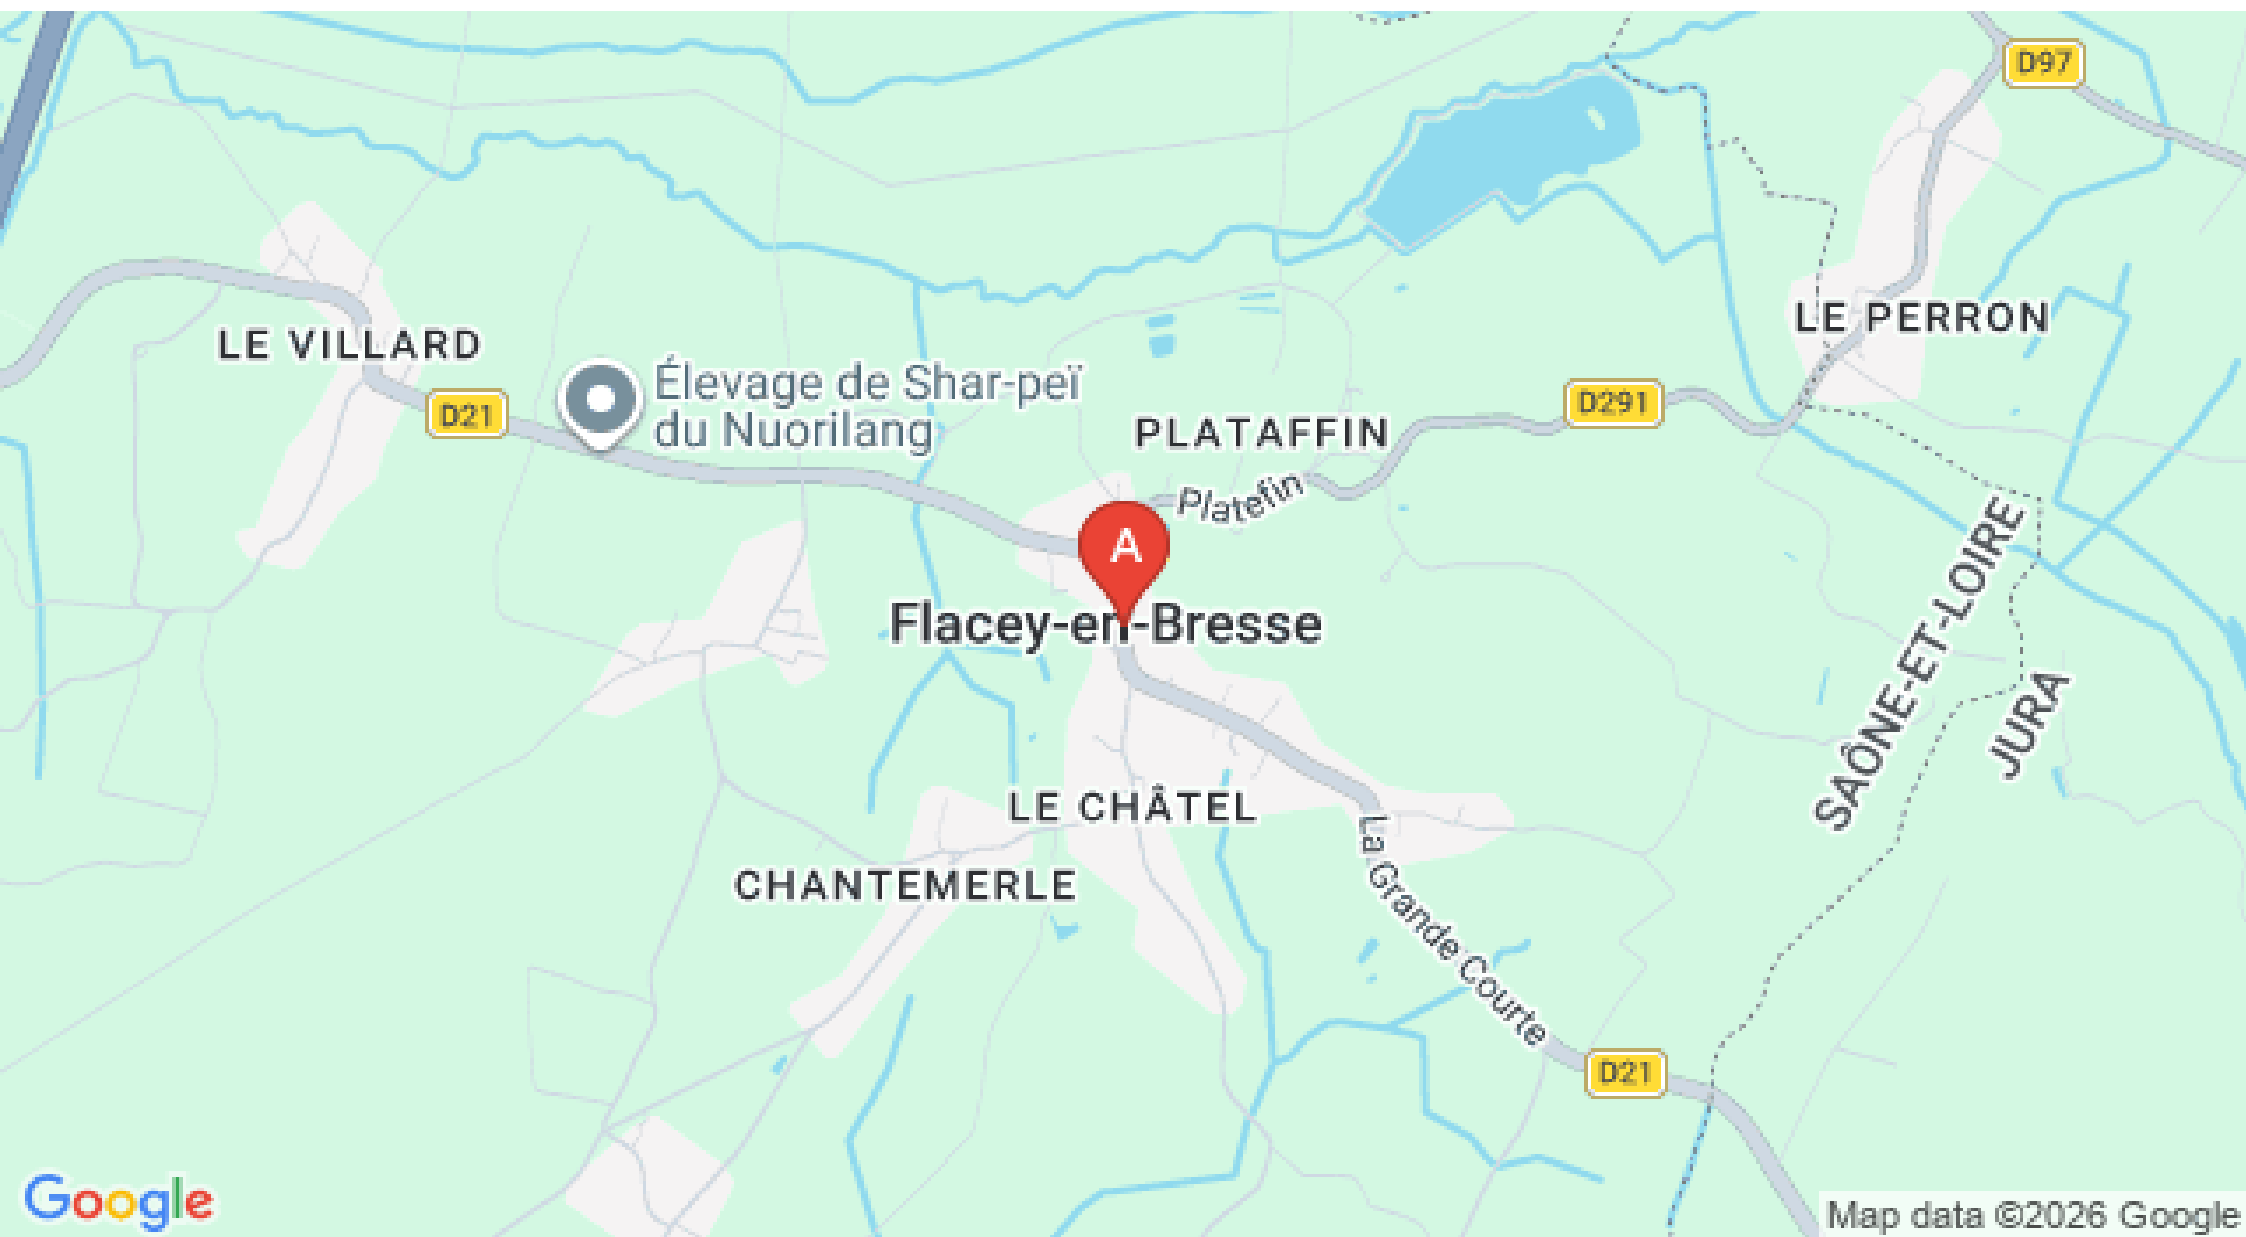 D97
LE PERRON
LE VILLARD
Élevage de Shar-peï
du Nuorilang
D21
D291
PLATAFFIN
Platefin
A
Flacey-en-Bresse
SAÔNE-ET-LOIRE
JURA
LE CHÂTEL
CHANTEMERLE
La Grande Courte
D21
Google
Map data ©2026 Google